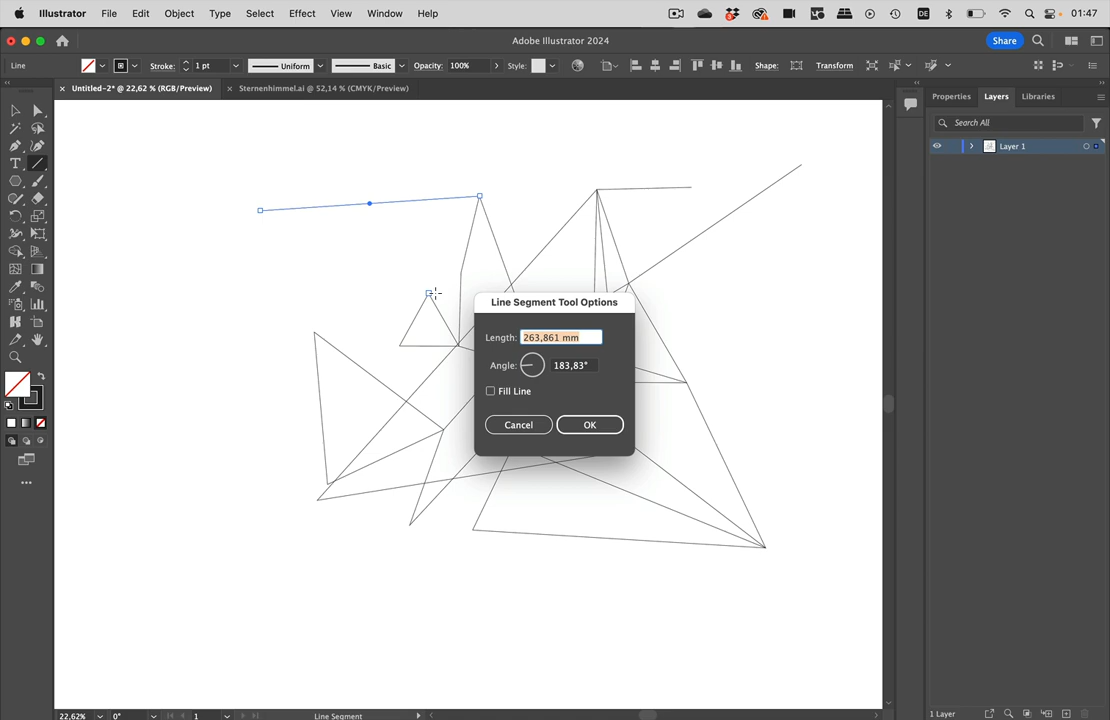 Illustrator File Edit Object Type Select Effect View Window Help DE 01:47
Adobe Illustrator 2024 Share
Line Stroke: 1 pt Uniform Basic Opacity: 100% Style: Shape: Transform
Untitled-2* @ 22,62 % (RGB/Preview) Sternenhimmel.ai @ 52,14 % (CMYK/Preview)
Properties Layers Libraries
Search All
Layer 1
Line Segment Tool Options
Length: 263,861 mm
Angle: 183,83°
Fill Line
Cancel OK
22,62% 0° 1 Line Segment
1 Layer